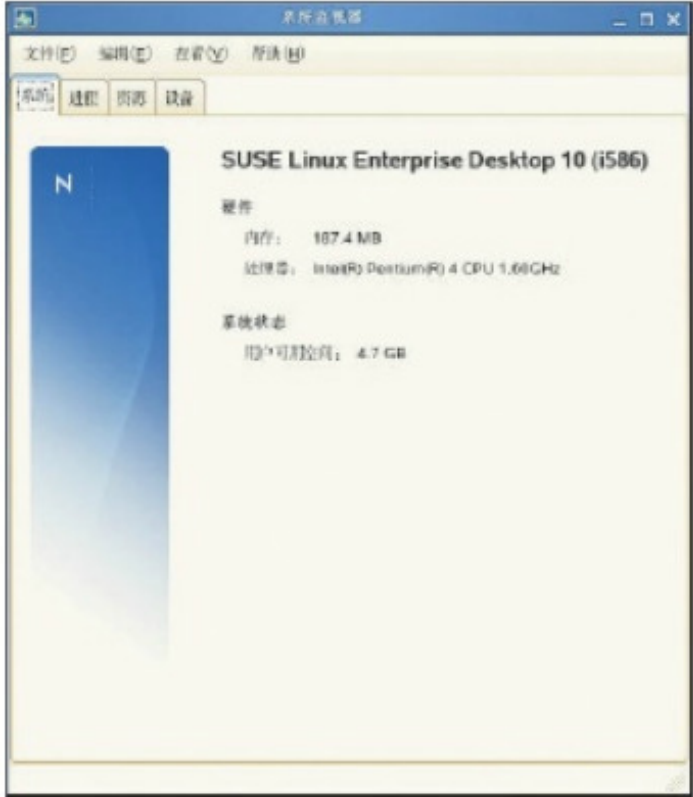 系统监视器
文件(F) 编辑(E) 查看(V) 帮助(H)
系统 进程 资源 设备
N
SUSE Linux Enterprise Desktop 10 (i586)
硬件
内存: 187.4 MB
处理器: Intel(R) Pentium(R) 4 CPU 1.60GHz
系统状态
用户可用空间: 4.7 GB